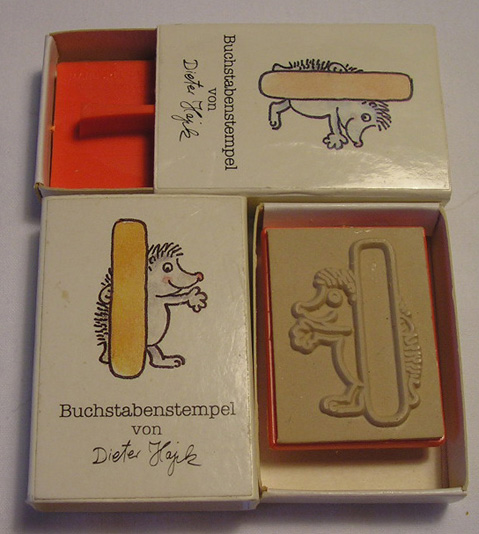 Buchstabenstempel
von
Dieter Hajek
Buchstabenstempel
von
Dieter Hajek